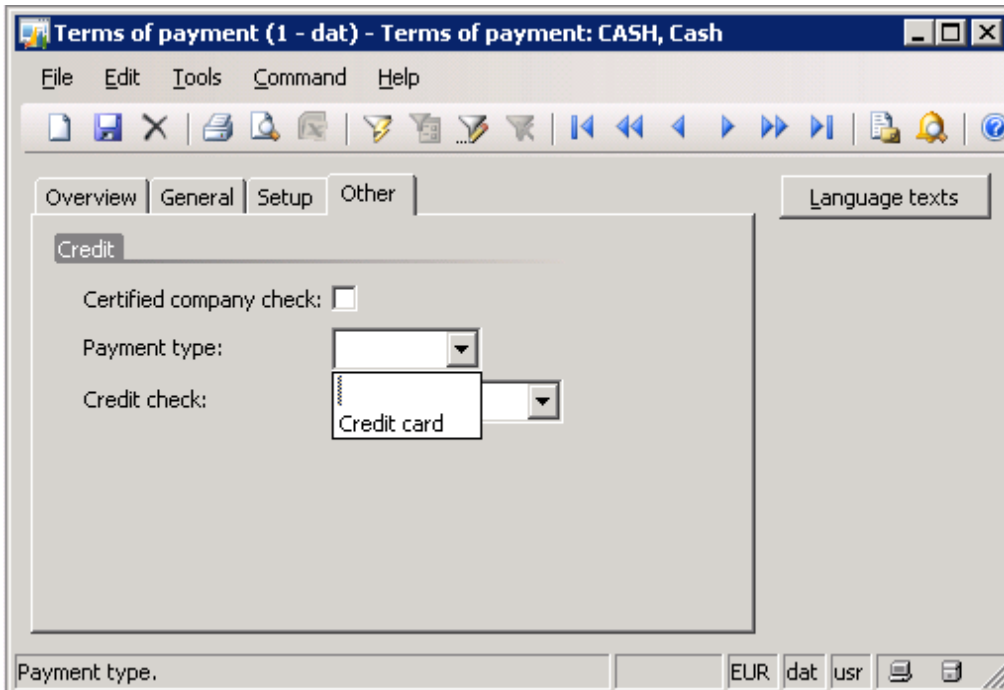 Terms of payment (1 - dat) - Terms of payment: CASH, Cash
File Edit Tools Command Help
Overview General Setup Other
Language texts
Credit
Certified company check:
Payment type:
Credit check:
Credit card
Payment type.
EUR dat usr